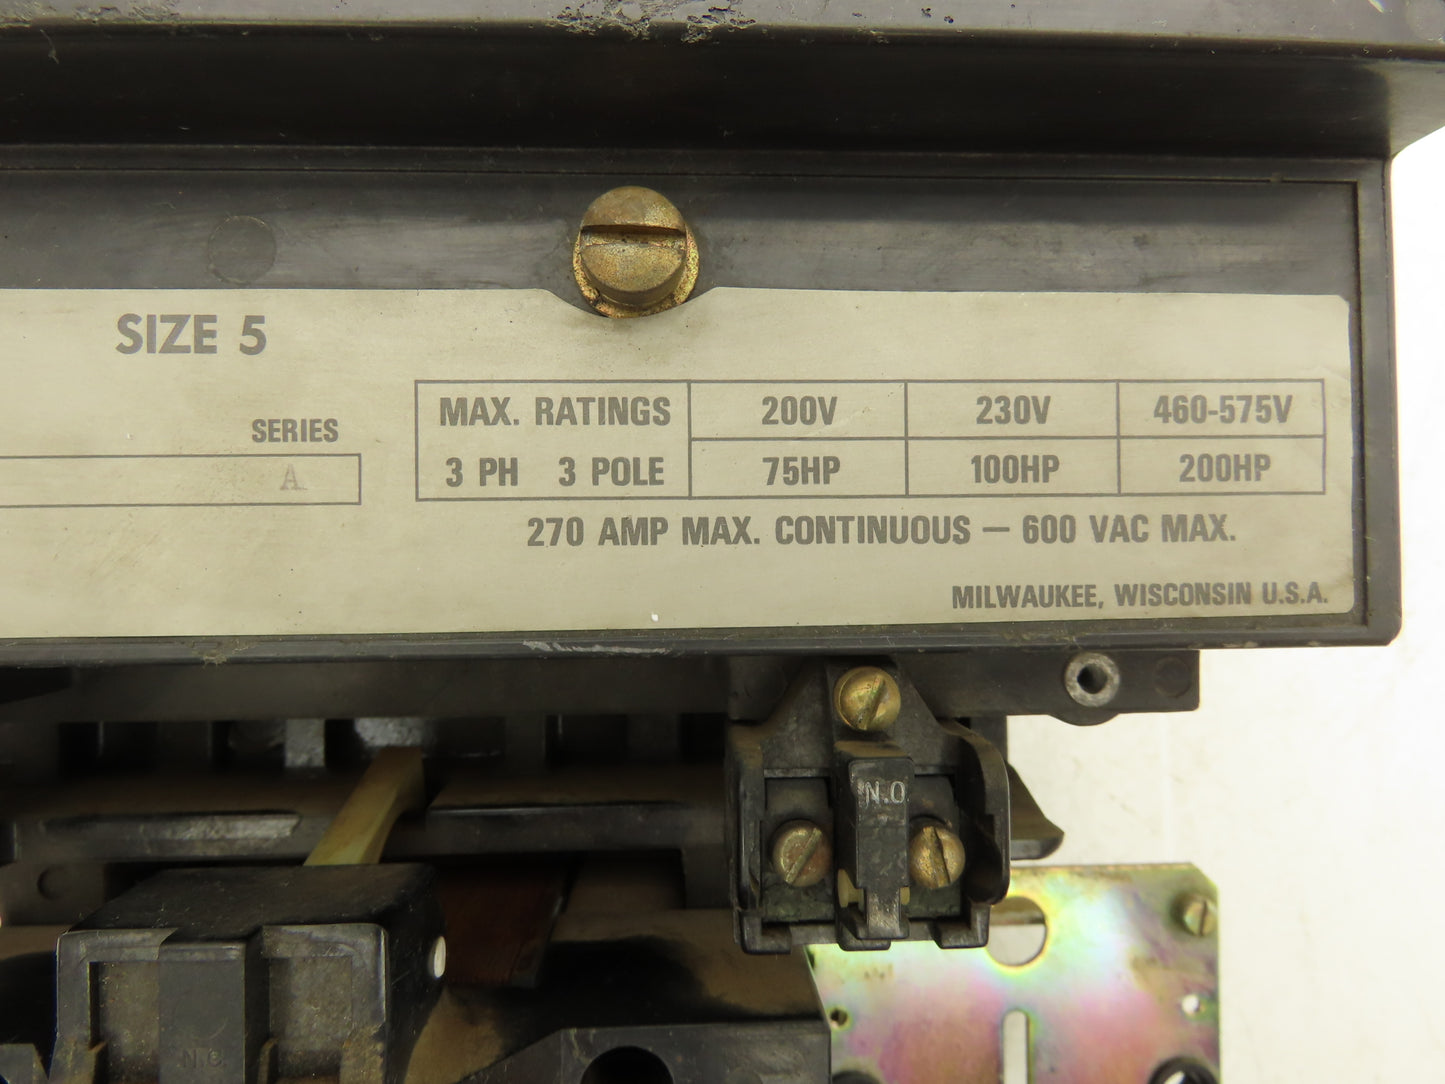 SIZE 5
SERIES
A
MAX. RATINGS 200V 230V 460-575V
3 PH 3 POLE 75HP 100HP 200HP
270 AMP MAX. CONTINUOUS — 600 VAC MAX.
MILWAUKEE, WISCONSIN U.S.A.
N.O.
N.O.